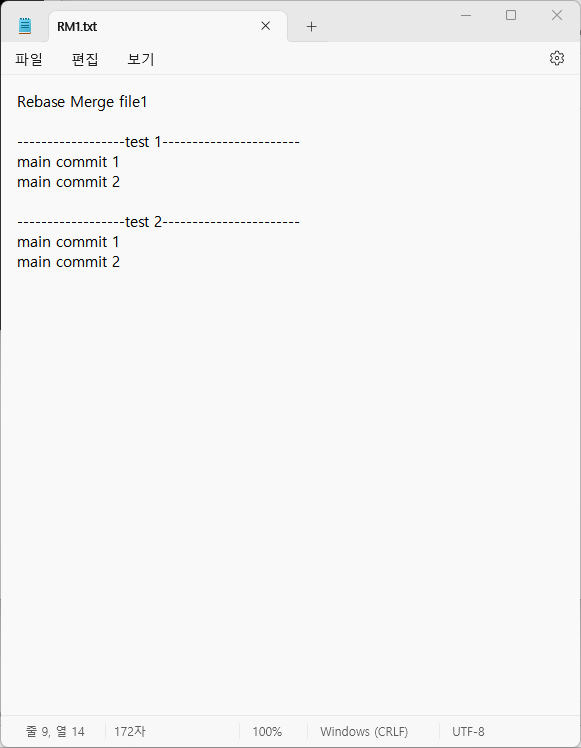 RM1.txt
파일 편집 보기
Rebase Merge file1
------------------test 1-----------------------
main commit 1
main commit 2
------------------test 2-----------------------
main commit 1
main commit 2
줄 9, 열 14 172자 100% Windows (CRLF) UTF-8